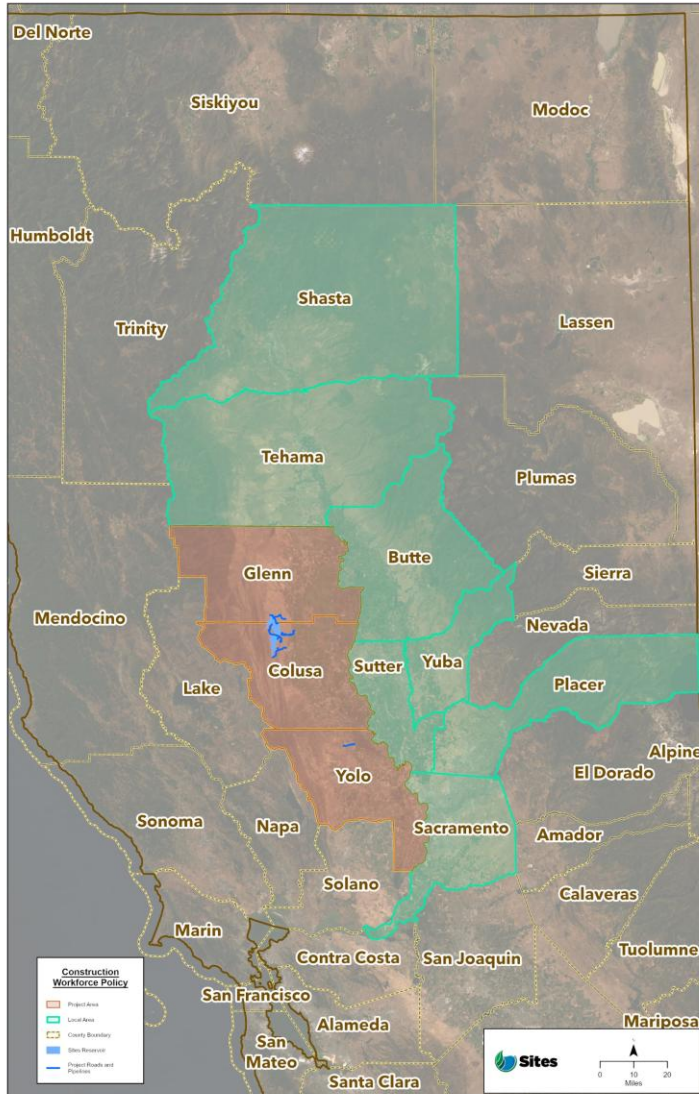 Del Norte
Siskiyou
Modoc
Humboldt
Trinity
Shasta
Lassen
Tehama
Plumas
Butte
Glenn
Sierra
Mendocino
Nevada
Colusa
Sutter
Yuba
Placer
Lake
Alpine
Yolo
El Dorado
Sonoma
Napa
Sacramento
Amador
Solano
Calaveras
Marin
Contra Costa
San Joaquin
Tuolumne
San Francisco
Alameda
Mariposa
San
Mateo
Santa Clara
Construction
Workforce Policy
Project Area
Local Area
County Boundary
Sites Reservoir
Project Roads and
Pipelines
Sites
0 10 20
Miles